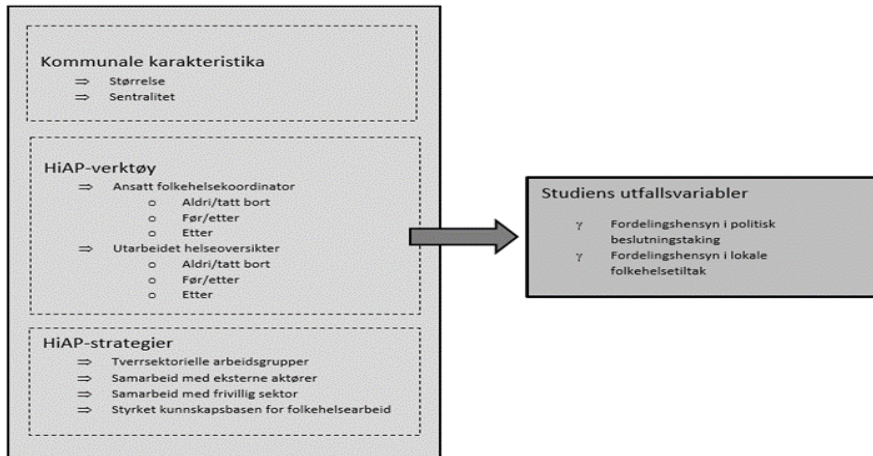 Kommunale karakteristika
⇒ Størrelse
⇒ Sentralitet
HiAP-verktøy
⇒ Ansatt folkehelsekoordinator
o Aldri/tatt bort
o Før/etter
o Etter
⇒ Utarbeidet helseoversikter
o Aldri/tatt bort
o Før/etter
o Etter
HiAP-strategier
⇒ Tverrsektorielle arbeidsgrupper
⇒ Samarbeid med eksterne aktører
⇒ Samarbeid med frivillig sektor
⇒ Styrket kunnskapsbasen for folkehelsearbeid
Studiens utfallsvariabler
γ Fordelingshensyn i politisk
beslutningstaking
γ Fordelingshensyn i lokale
folkehelsetiltak